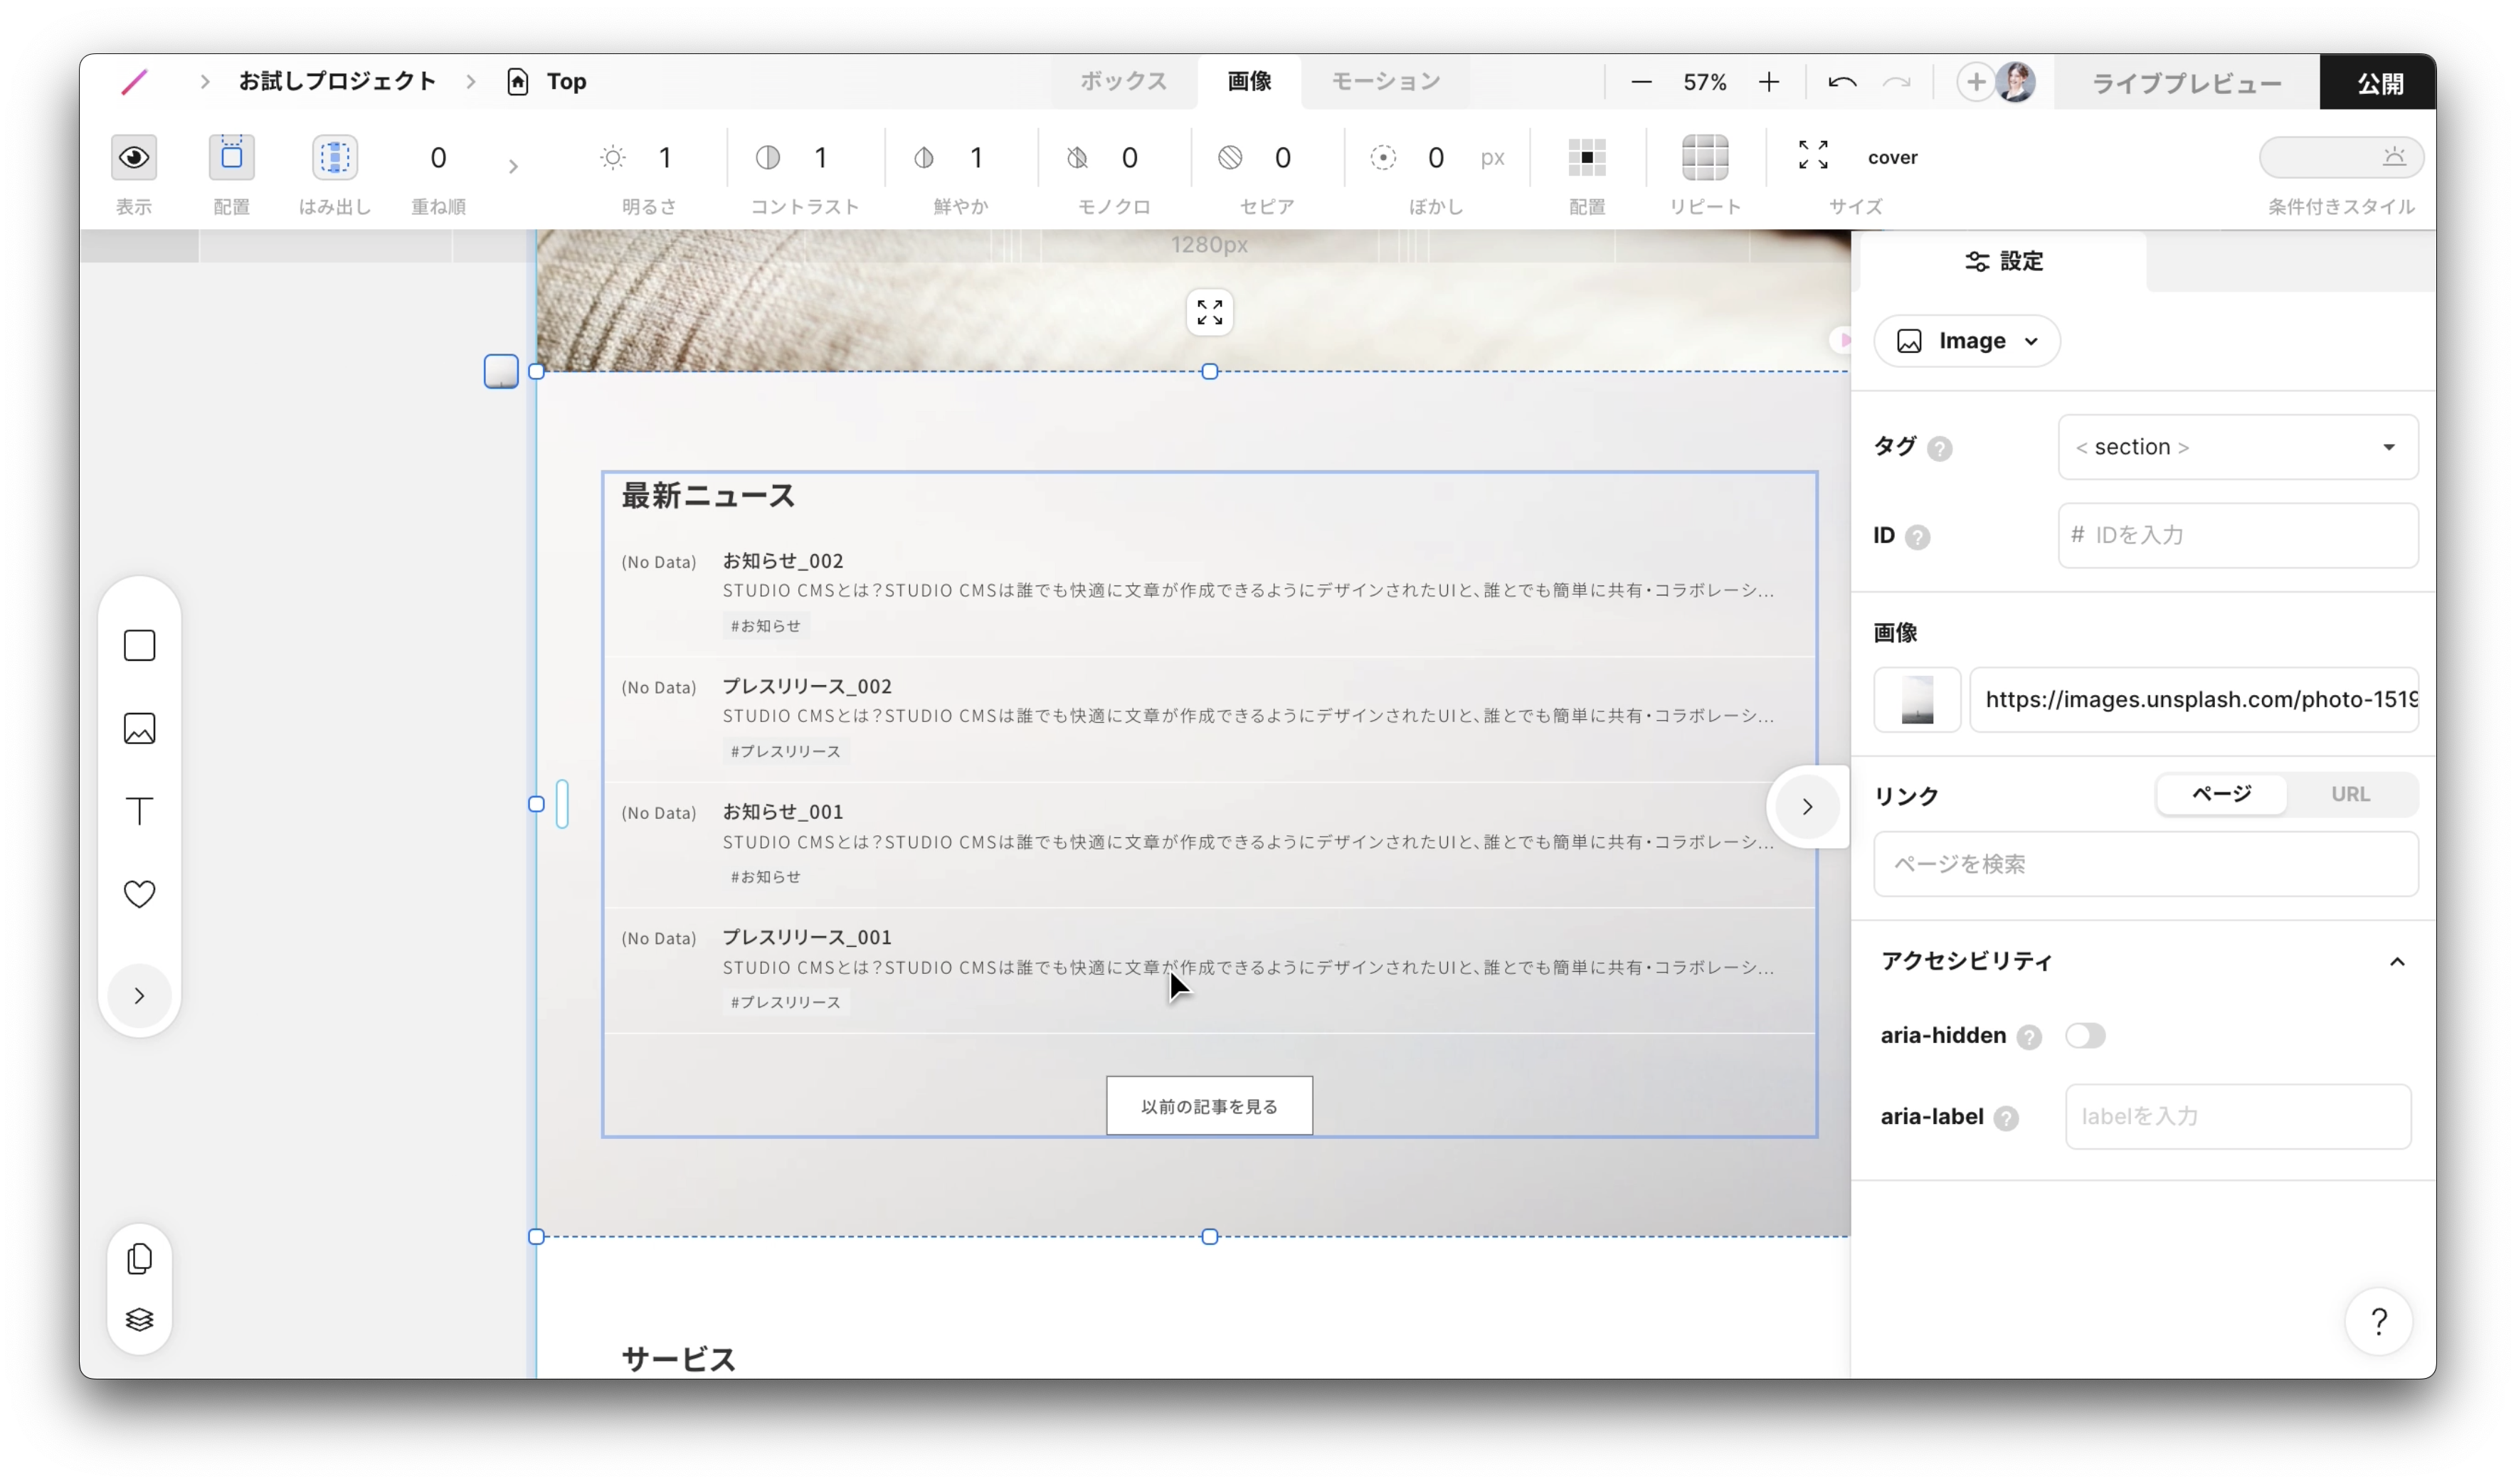 お試しプロジェクト
Top
ボックス
画像
モーション
57%
ライブプレビュー
公開
0
1
1
1
0
0
0 px
cover
表示
配置
はみ出し
重ね順
明るさ
コントラスト
鮮やか
モノクロ
セピア
ぼかし
配置
リピート
サイズ
条件付きスタイル
1280px
最新ニュース
(No Data)
お知らせ_002
STUDIO CMSとは?STUDIO CMSは誰でも快適に文章が作成できるようにデザインされたUIと、誰とでも簡単に共有・コラボレーシ...
#お知らせ
(No Data)
プレスリリース_002
STUDIO CMSとは?STUDIO CMSは誰でも快適に文章が作成できるようにデザインされたUIと、誰とでも簡単に共有・コラボレーシ...
#プレスリリース
(No Data)
お知らせ_001
STUDIO CMSとは?STUDIO CMSは誰でも快適に文章が作成できるようにデザインされたUIと、誰とでも簡単に共有・コラボレーシ...
#お知らせ
(No Data)
プレスリリース_001
STUDIO CMSとは?STUDIO CMSは誰でも快適に文章が作成できるようにデザインされたUIと、誰とでも簡単に共有・コラボレーシ...
#プレスリリース
以前の記事を見る
サービス
設定
Image
タグ ?
< section >
ID ?
# IDを入力
画像
https://images.unsplash.com/photo-1519
リンク
ページ
URL
ページを検索
アクセシビリティ
aria-hidden ?
aria-label ?
labelを入力
?